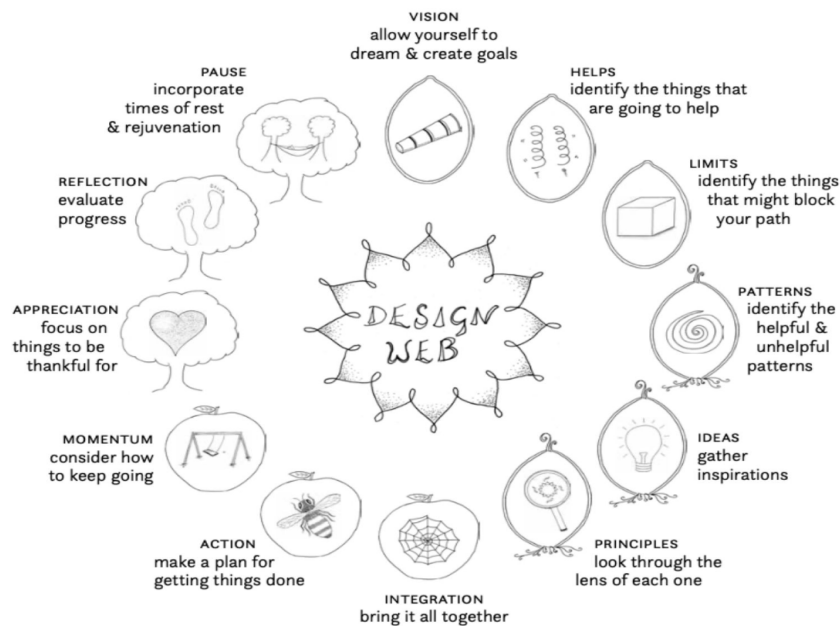 VISION
allow yourself to
dream & create goals
HELPS
identify the things that
are going to help
LIMITS
identify the things
that might block
your path
PATTERNS
identify the
helpful &
unhelpful
patterns
IDEAS
gather
inspirations
PRINCIPLES
look through the
lens of each one
INTEGRATION
bring it all together
ACTION
make a plan for
getting things done
MOMENTUM
consider how
to keep going
APPRECIATION
focus on
things to be
thankful for
REFLECTION
evaluate
progress
PAUSE
incorporate
times of rest
& rejuvenation
DESIGN
WEB